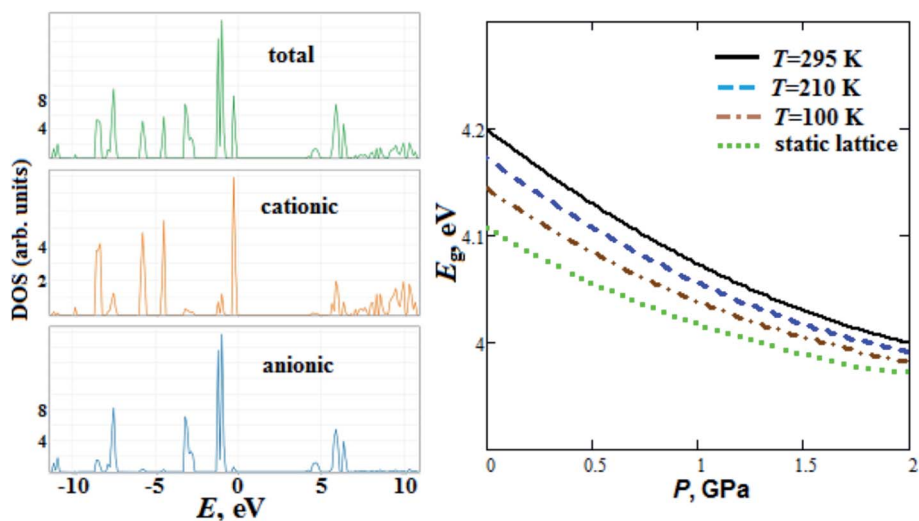 total
8
4
cationic
4
2
DOS (arb. units)
anionic
8
4
-10 -5 0 5 10
E, eV
T=295 K
T=210 K
T=100 K
static lattice
4.2
4.1
4
Eg, eV
0 0.5 1 1.5 2
P, GPa